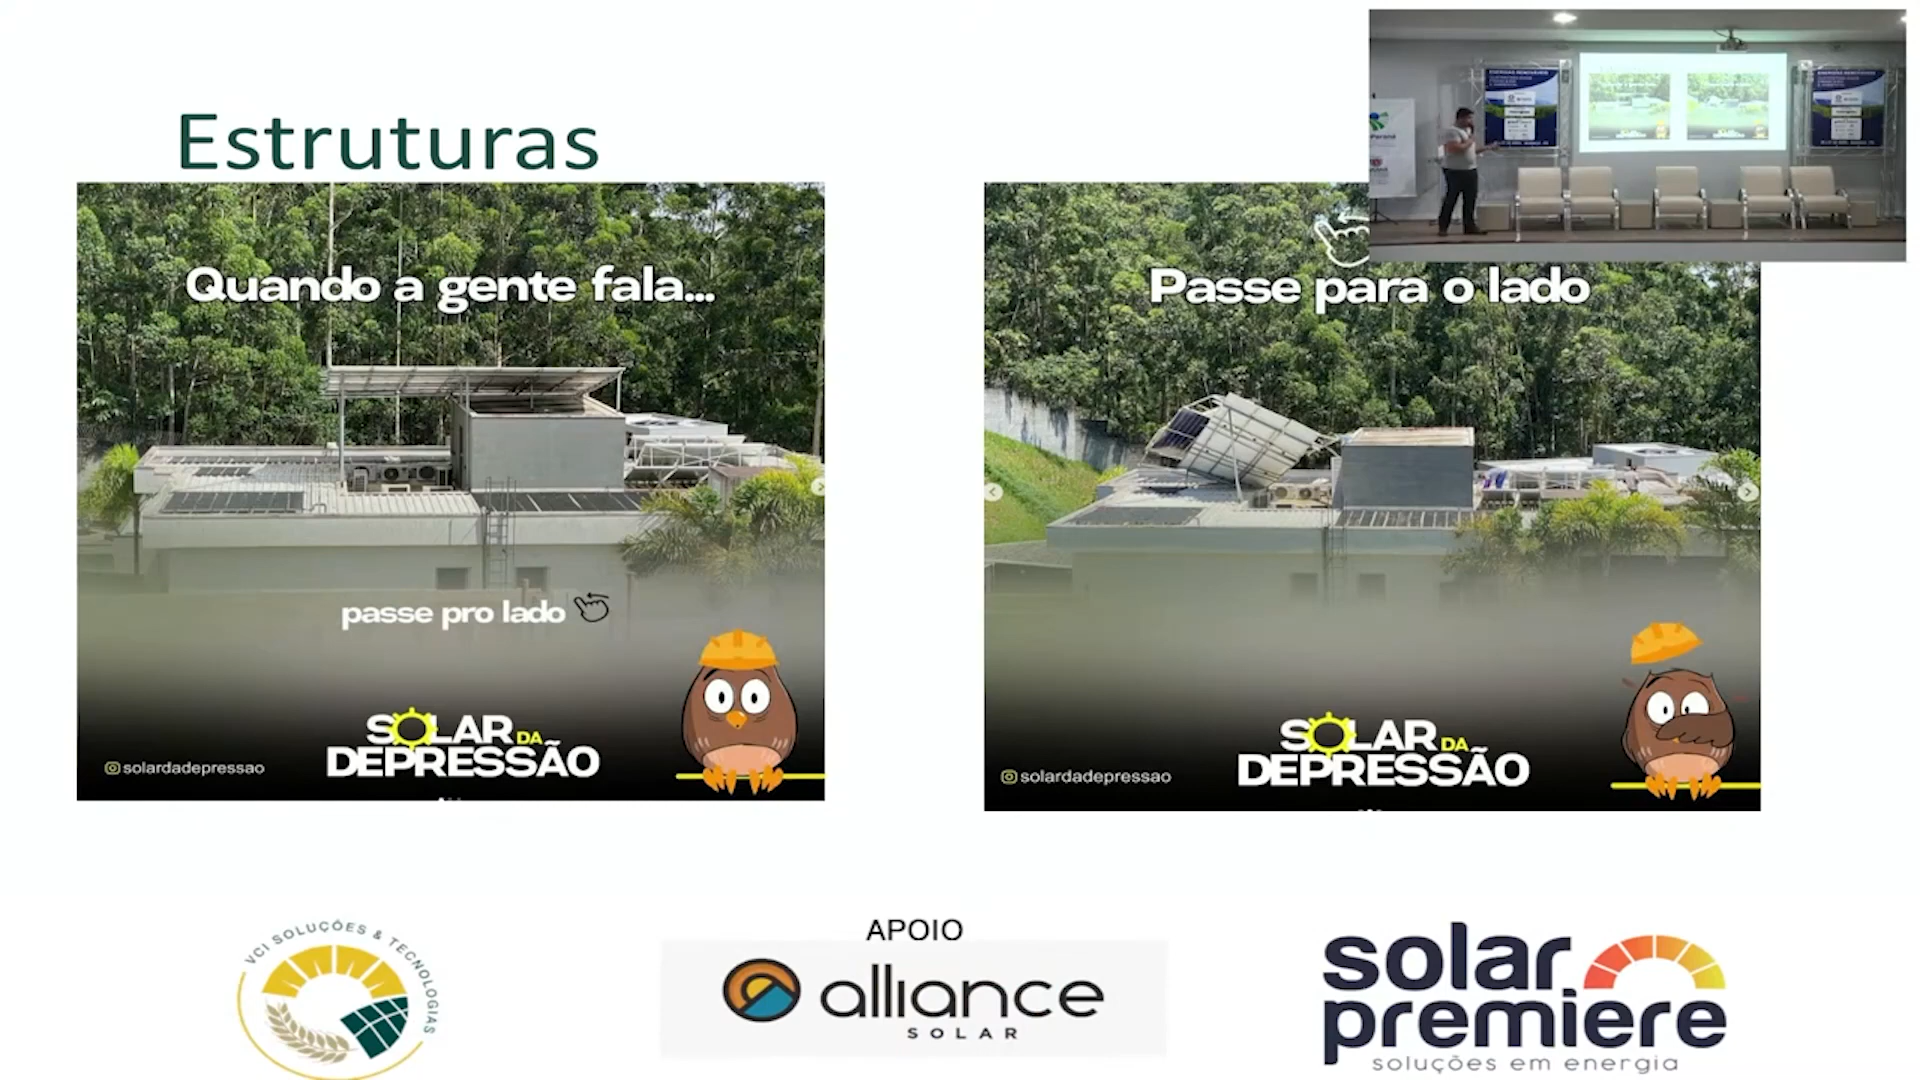 Estruturas
Quando a gente fala...
passe pro lado
SOLAR DA
DEPRESSÃO
solardadepressao
Passe para o lado
SOLAR DA
DEPRESSÃO
solardadepressao
VCI SOLUÇÕES & TECNOLOGIAS
APOIO
alliance
SOLAR
solar
premiere
soluções em energia